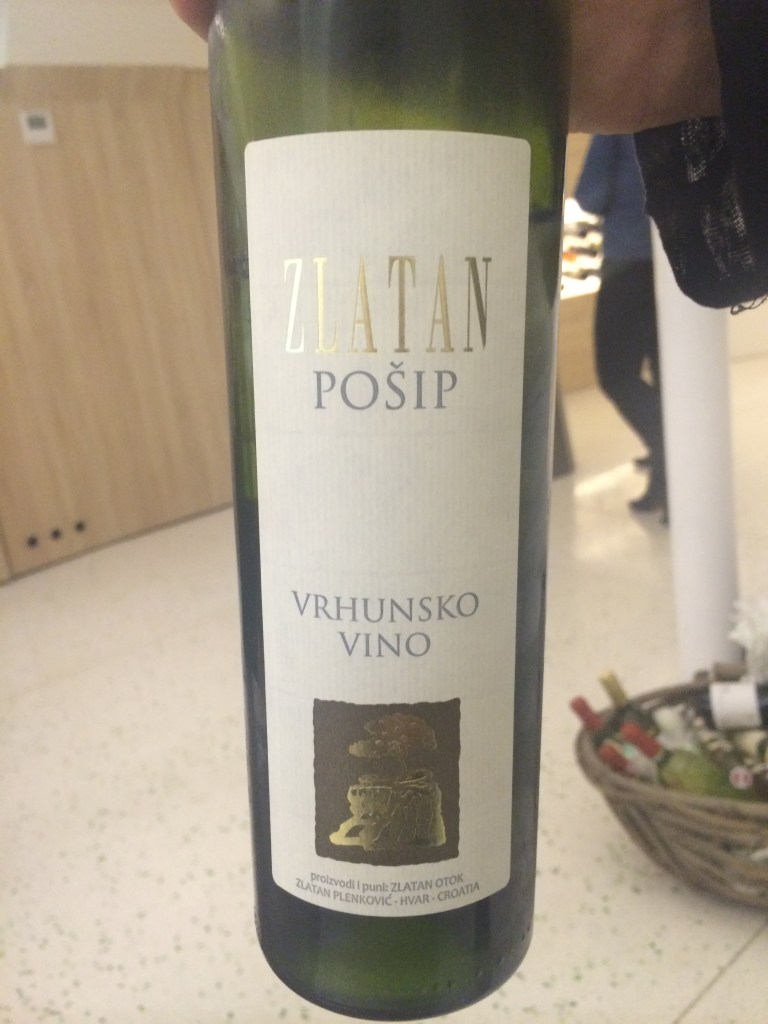 ZLATAN
POŠIP
VRHUNSKO
VINO
proizvodi i puni: ZLATAN OTOK
ZLATAN PLENKOVIĆ - HVAR - CROATIA